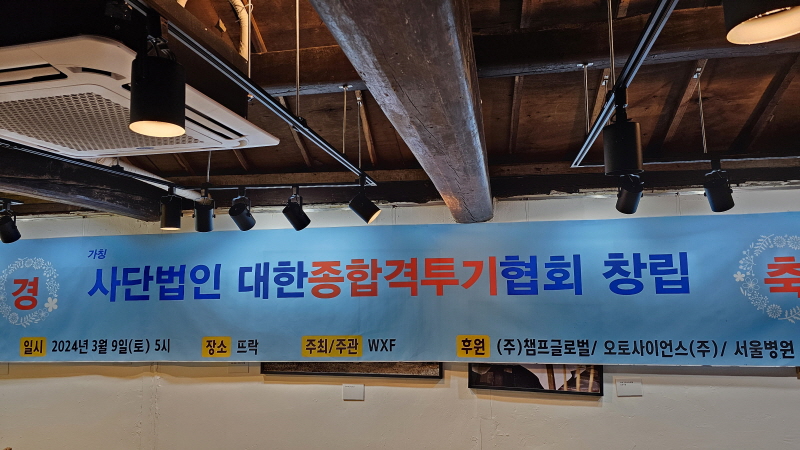 가칭
경 사단법인 대한종합격투기협회 창립 축
일시 2024년 3월 9일(토) 5시 장소 뜨락 주최/주관 WXF 후원 (주)챔프글로벌/ 오토사이언스(주)/ 서울병원